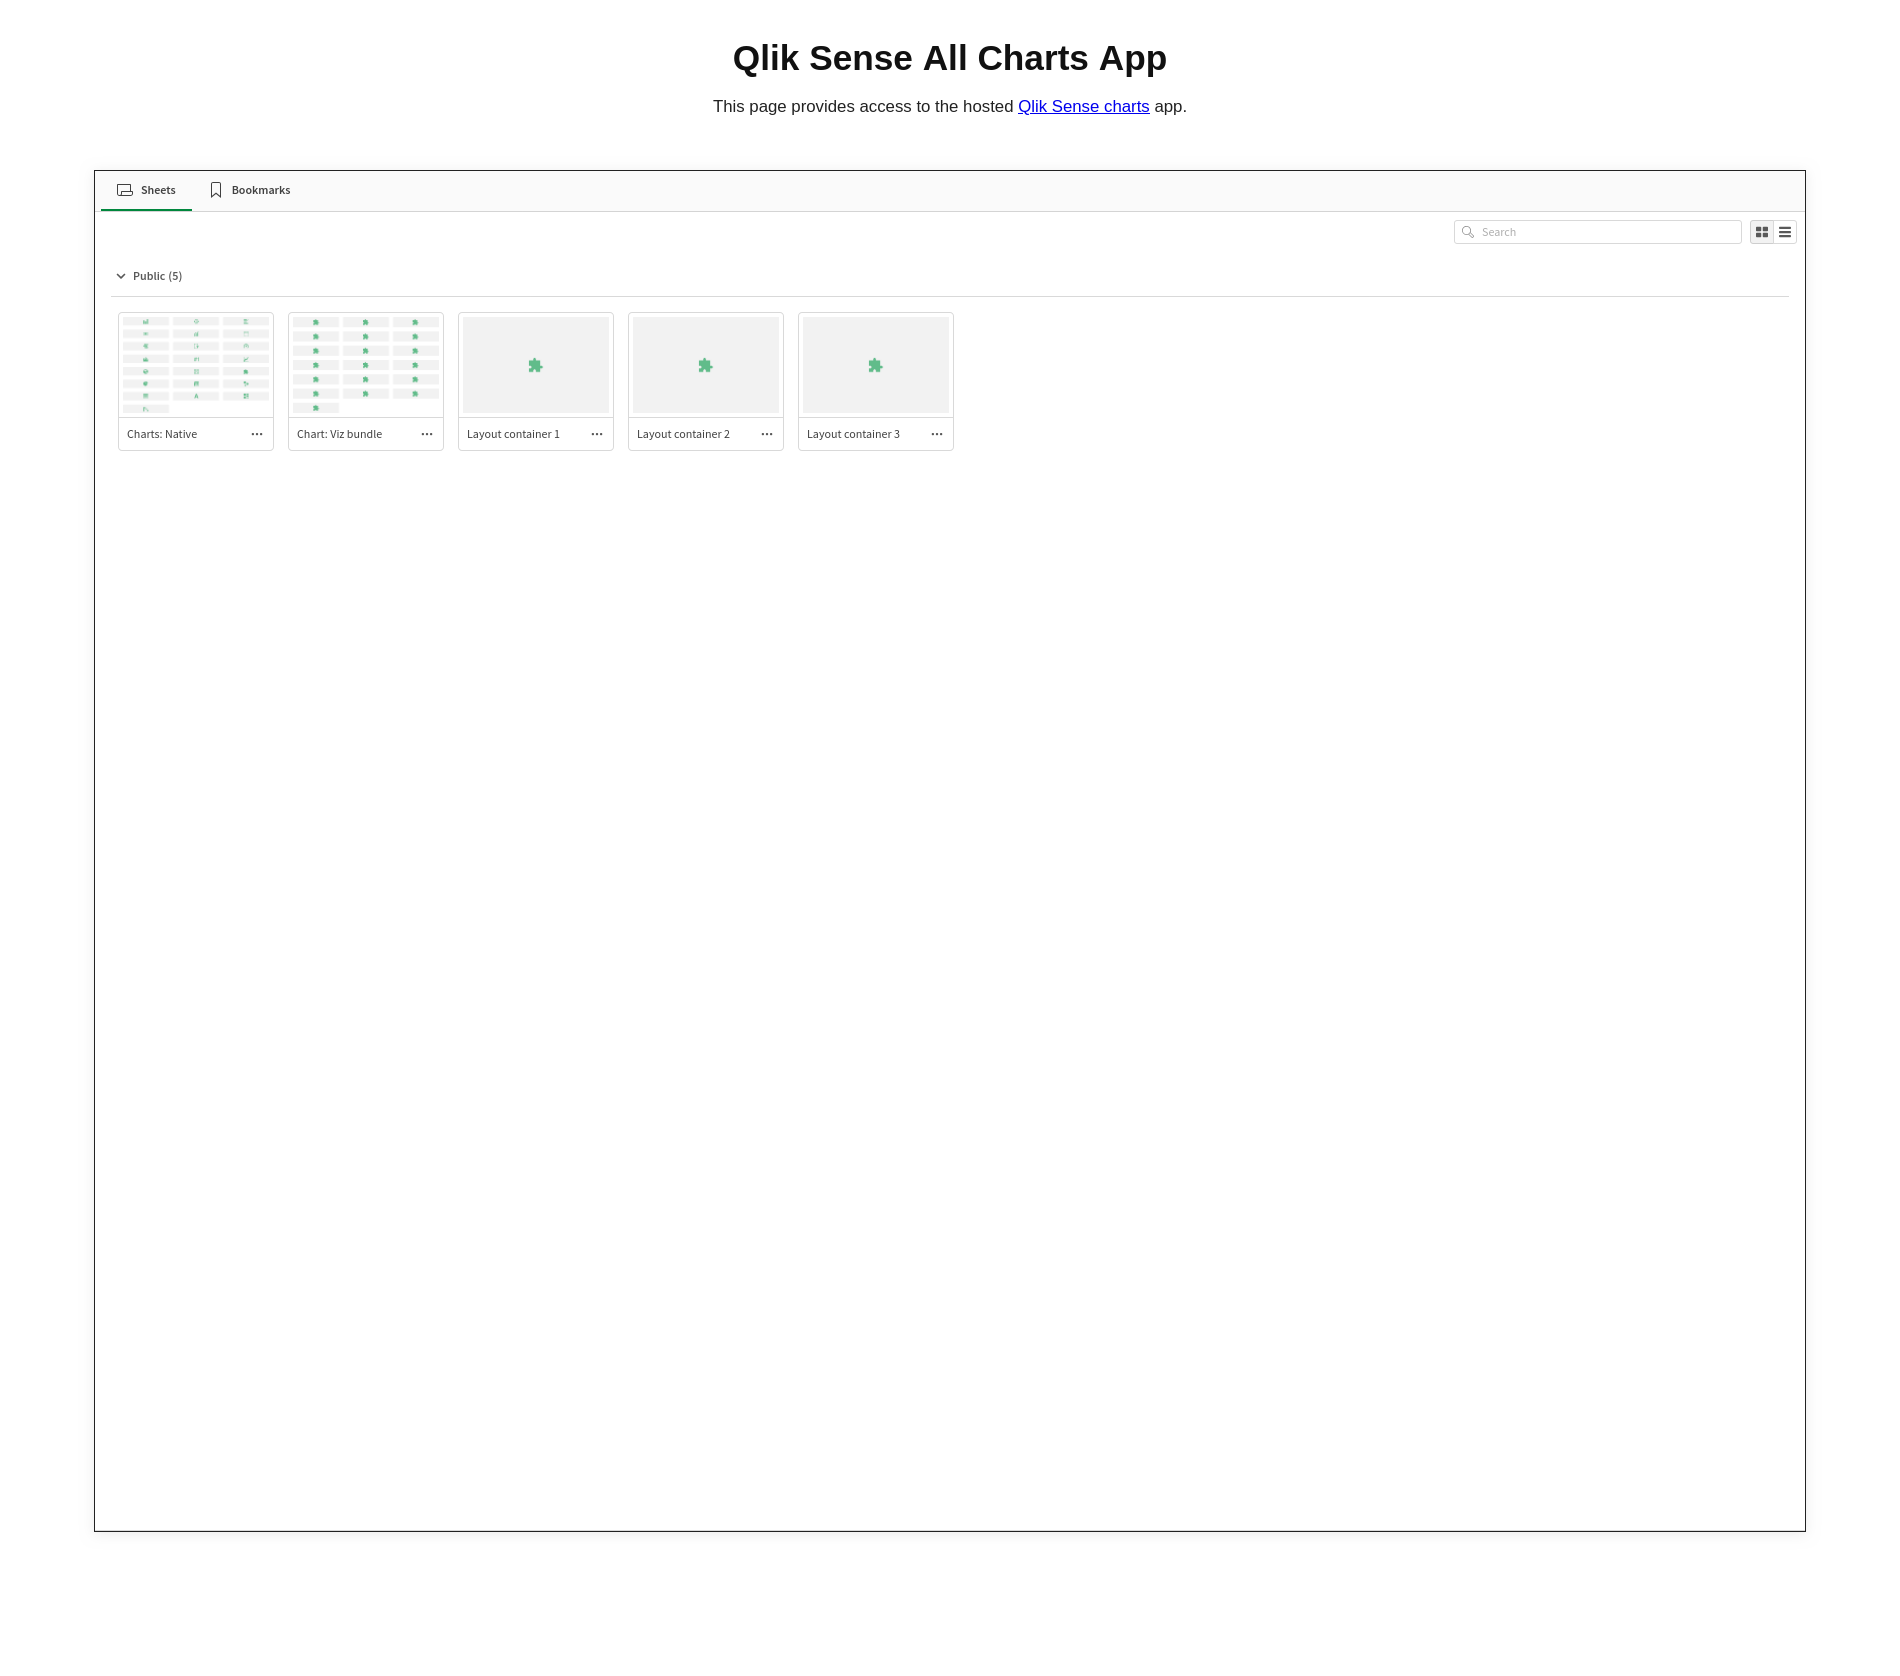 Qlik Sense All Charts App
This page provides access to the hosted Qlik Sense charts app.
Sheets
Bookmarks
Search
Public (5)
Charts: Native
Chart: Viz bundle
Layout container 1
Layout container 2
Layout container 3